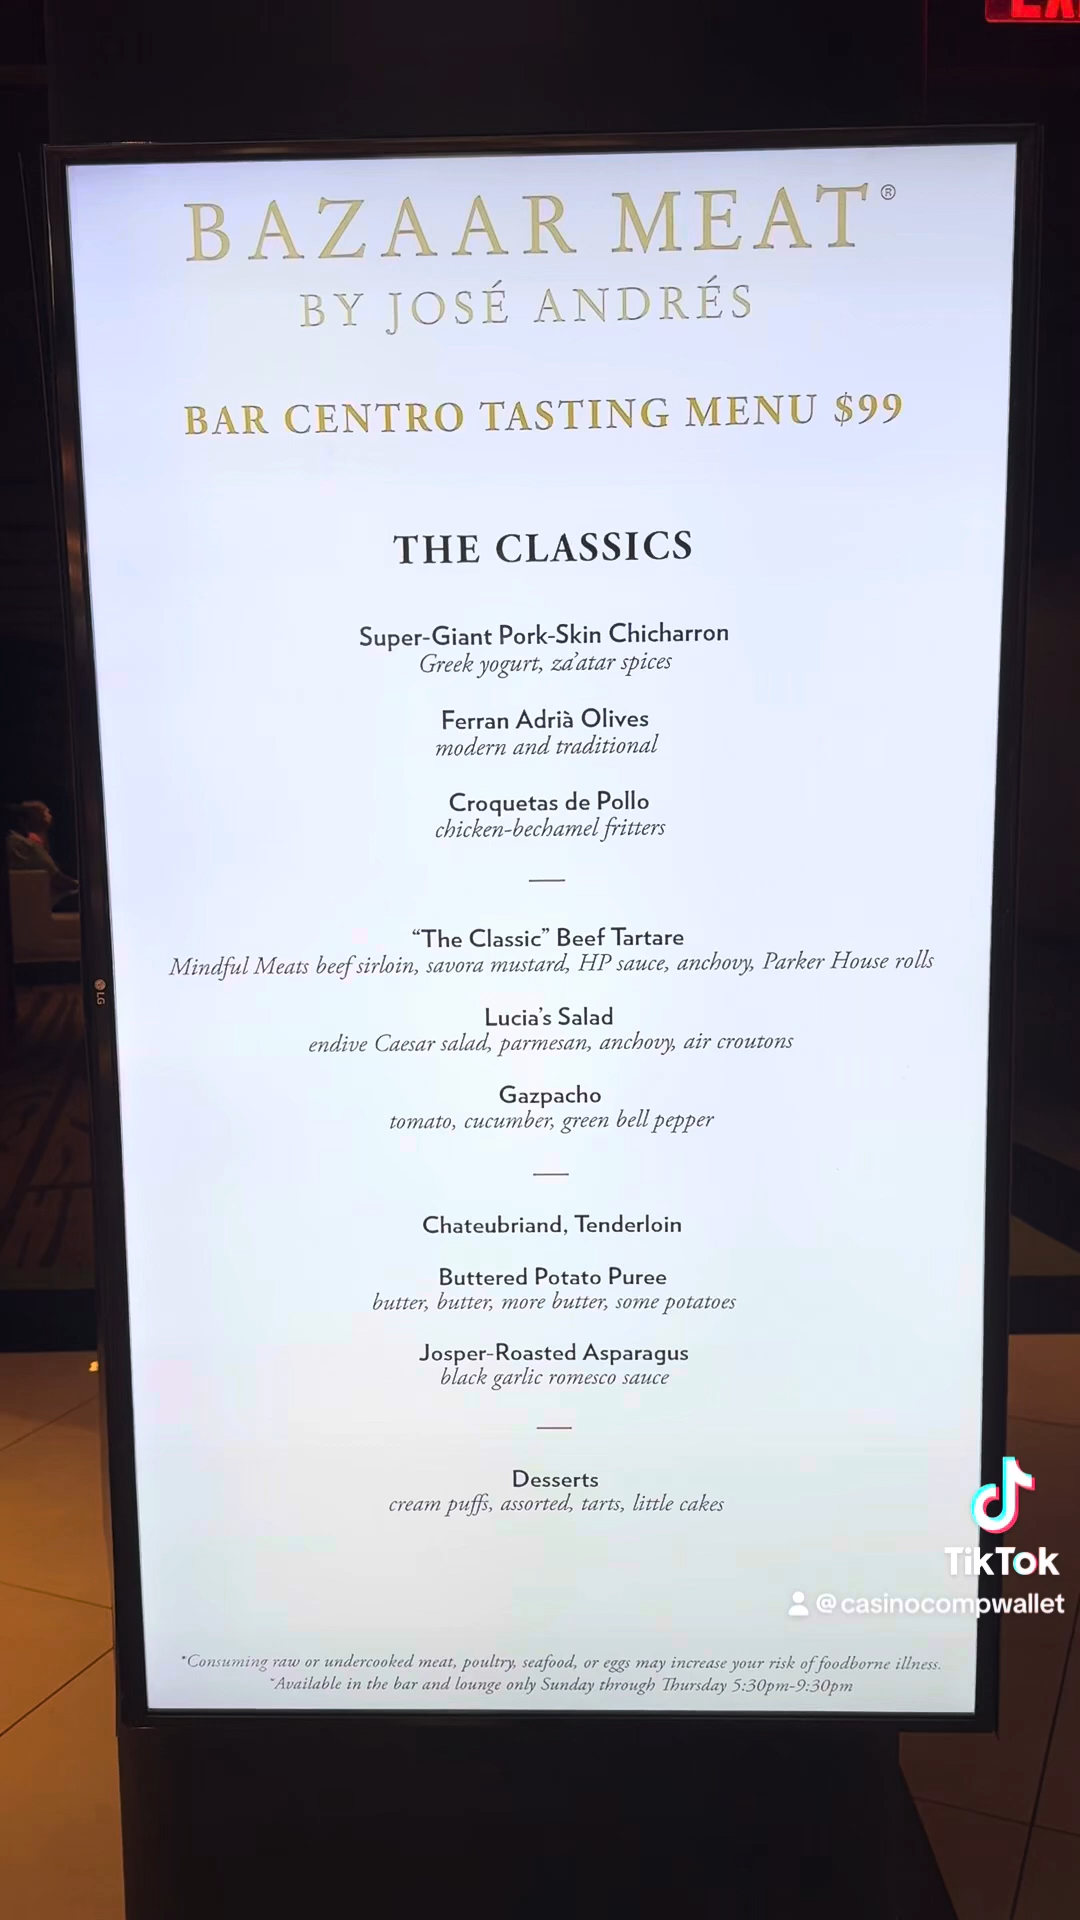 EXI
BAZAAR MEAT®
BY JOSÉ ANDRÉS
BAR CENTRO TASTING MENU $99
THE CLASSICS
Super-Giant Pork-Skin Chicharron
Greek yogurt, za'atar spices
Ferran Adrià Olives
modern and traditional
Croquetas de Pollo
chicken-bechamel fritters
“The Classic” Beef Tartare
Mindful Meats beef sirloin, savora mustard, HP sauce, anchovy, Parker House rolls
Lucia's Salad
endive Caesar salad, parmesan, anchovy, air croutons
Gazpacho
tomato, cucumber, green bell pepper
Chateubriand, Tenderloin
Buttered Potato Puree
butter, butter, more butter, some potatoes
Josper-Roasted Asparagus
black garlic romesco sauce
Desserts
cream puffs, assorted, tarts, little cakes
*Consuming raw or undercooked meat, poultry, seafood, or eggs may increase your risk of foodborne illness.
*Available in the bar and lounge only Sunday through Thursday 5:30pm-9:30pm
LG
TikTok
@casinocompwallet